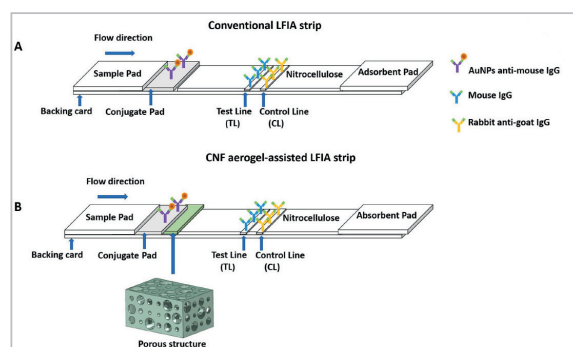 Conventional LFIA strip
A
Flow direction
Sample Pad
Nitrocellulose
Adsorbent Pad
Backing card
Conjugate Pad
Test Line
(TL)
Control Line
(CL)
AuNPs anti-mouse IgG
Mouse IgG
Rabbit anti-goat IgG
CNF aerogel-assisted LFIA strip
B
Flow direction
Sample Pad
Nitrocellulose
Absorbent Pad
Backing card
Conjugate Pad
Test Line
(TL)
Control Line
(CL)
Porous structure